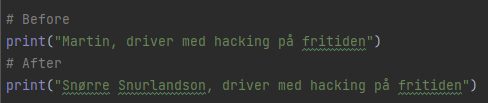 # Before
print("Martin, driver med hacking på fritiden")
# After
print("Snørre Snurlandson, driver med hacking på fritiden")